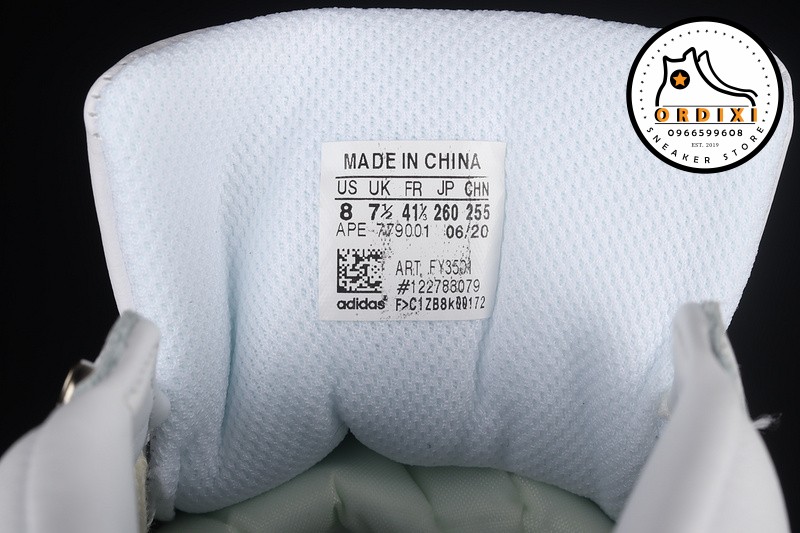 MADE IN CHINA
US UK FR JP CHN
8 7½ 41⅓ 260 255
APE 779001 06/20
ART. FY3501
#122788079
adidas F>C1ZB8k00172
ORDIXI
0966599608
EST. 2019
SNEAKER STORE